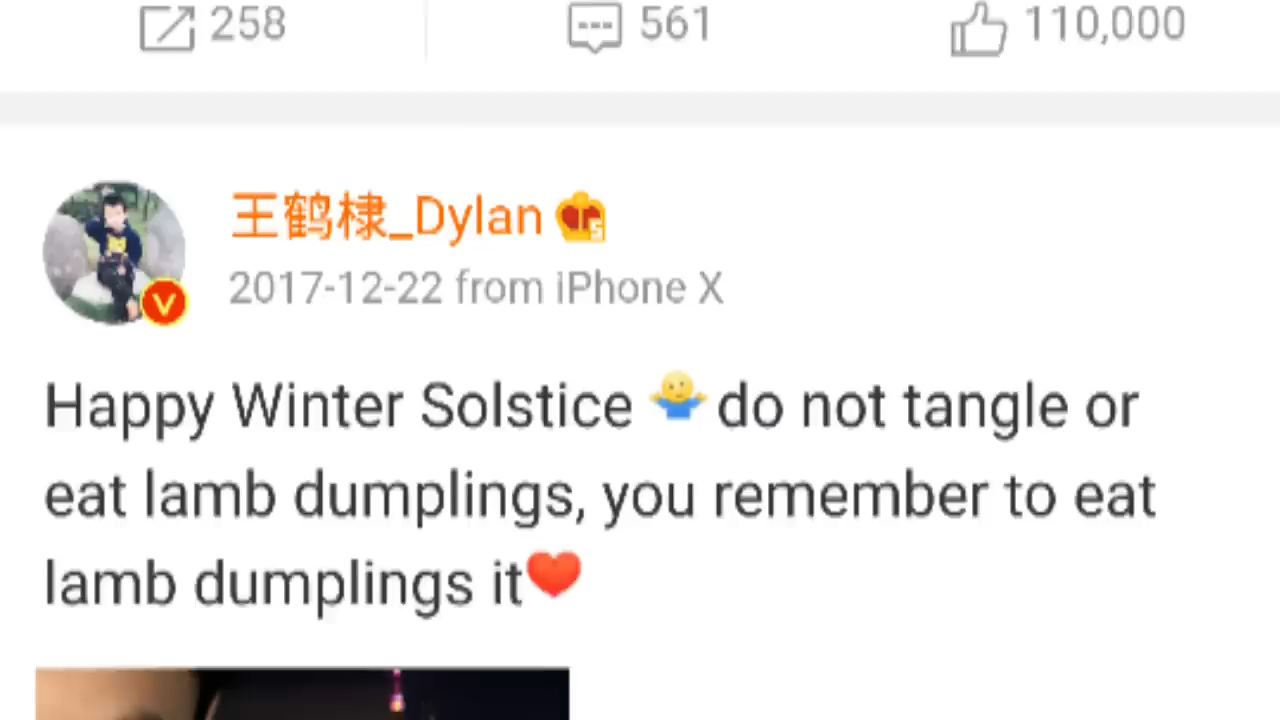 258 561 110,000
王鹤棣_Dylan
2017-12-22 from iPhone X
Happy Winter Solstice 🤷‍♂️ do not tangle or
eat lamb dumplings, you remember to eat
lamb dumplings it❤️